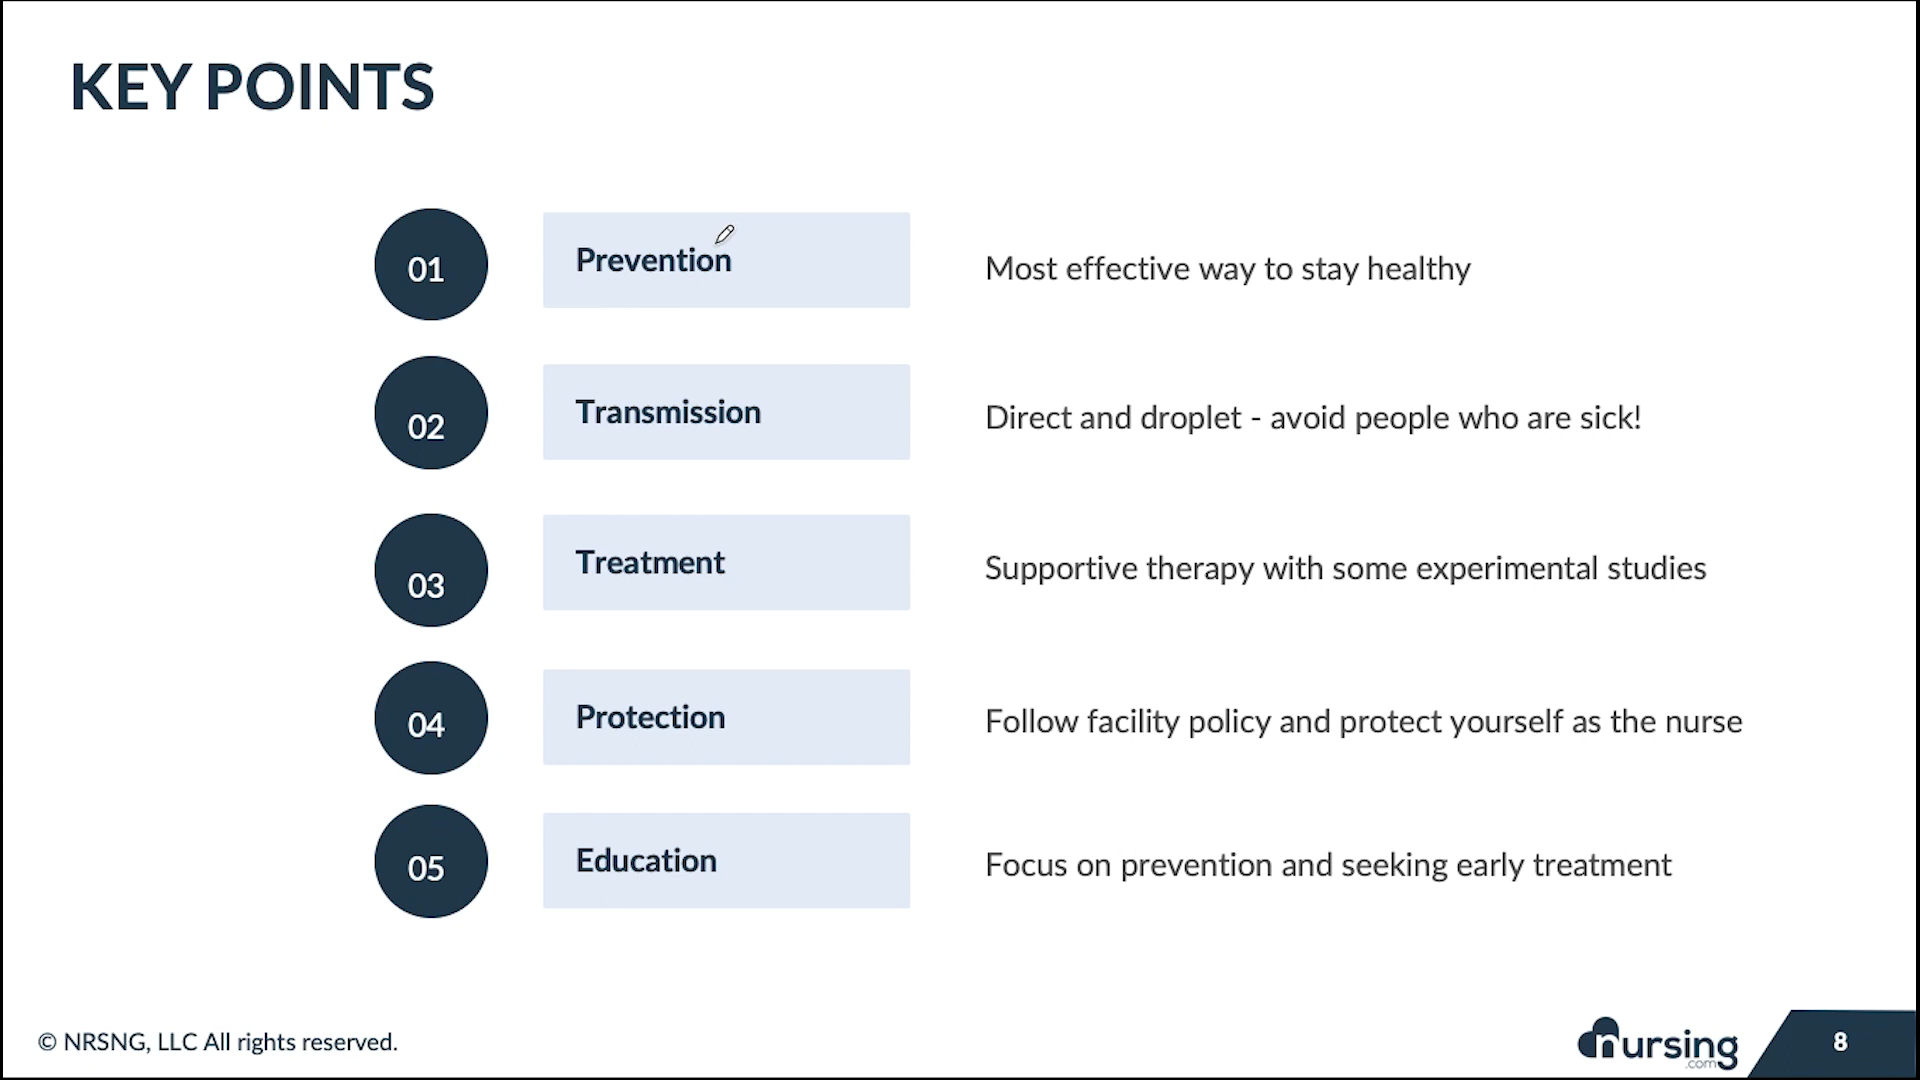 KEY POINTS
01 Prevention Most effective way to stay healthy
02 Transmission Direct and droplet - avoid people who are sick!
03 Treatment Supportive therapy with some experimental studies
04 Protection Follow facility policy and protect yourself as the nurse
05 Education Focus on prevention and seeking early treatment
© NRSNG, LLC All rights reserved.
nursing
.com
8